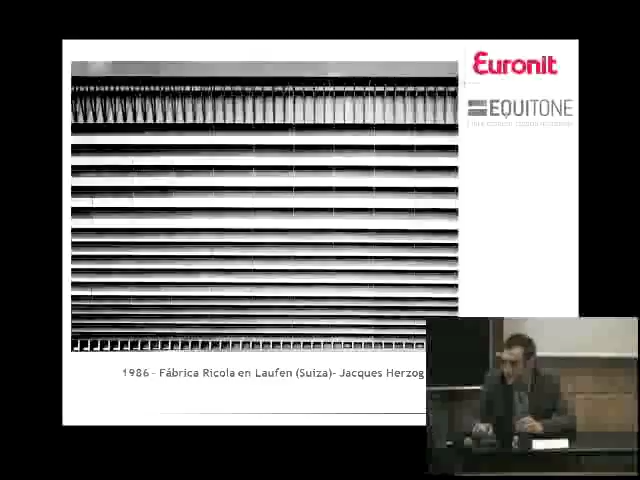 Euronit
EQUITONE
1986 - Fábrica Ricola en Laufen (Suiza)- Jacques Herzog